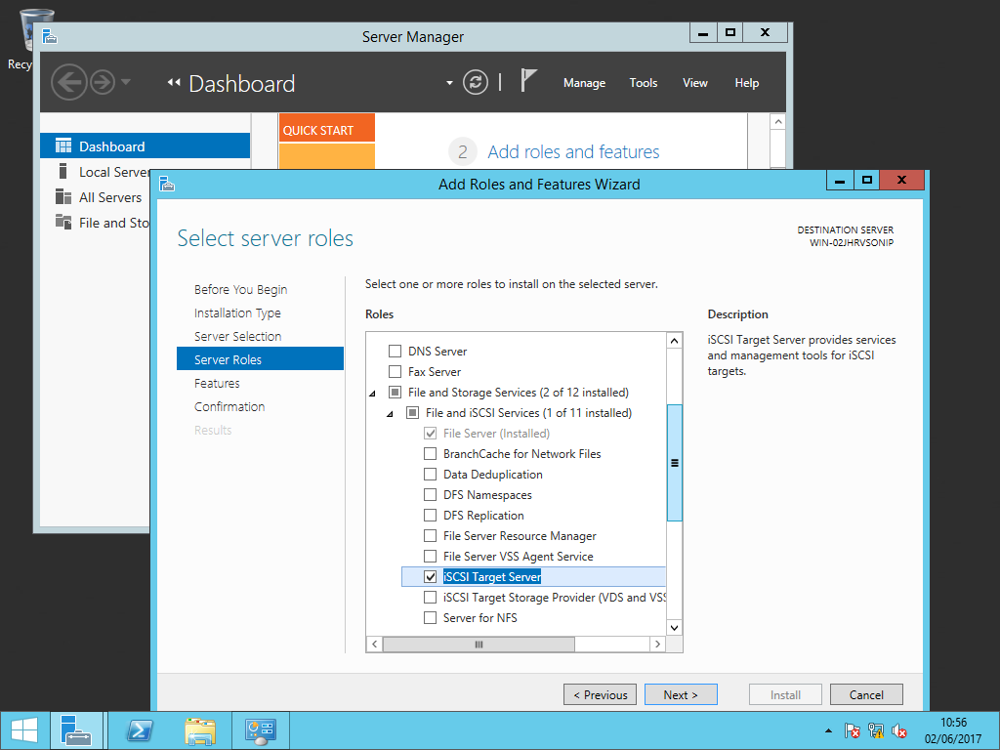 Recy
Server Manager
Dashboard
Manage Tools View Help
QUICK START
2 Add roles and features
Dashboard
Local Server
All Servers
File and Sto
Add Roles and Features Wizard
Select server roles
DESTINATION SERVER
WIN-02JHRVSONIP
Before You Begin
Installation Type
Server Selection
Server Roles
Features
Confirmation
Results
Select one or more roles to install on the selected server.
Roles
DNS Server
Fax Server
File and Storage Services (2 of 12 installed)
File and iSCSI Services (1 of 11 installed)
File Server (Installed)
BranchCache for Network Files
Data Deduplication
DFS Namespaces
DFS Replication
File Server Resource Manager
File Server VSS Agent Service
iSCSI Target Server
iSCSI Target Storage Provider (VDS and VSS
Server for NFS
Description
iSCSI Target Server provides services
and management tools for iSCSI
targets.
< Previous Next > Install Cancel
10:56
02/06/2017